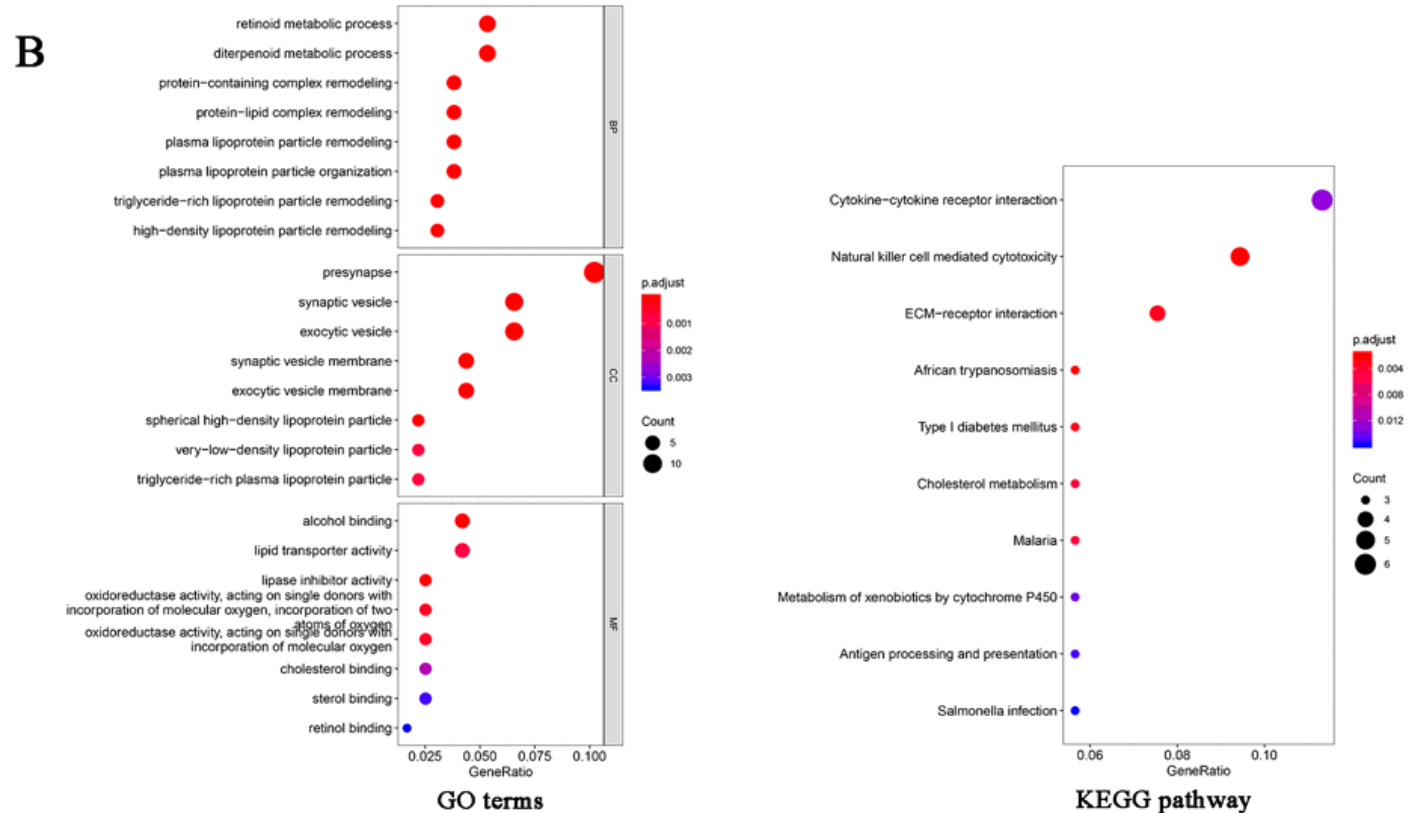 B
retinoid metabolic process
diterpenoid metabolic process
protein−containing complex remodeling
protein−lipid complex remodeling
plasma lipoprotein particle remodeling
plasma lipoprotein particle organization
triglyceride−rich lipoprotein particle remodeling
high−density lipoprotein particle remodeling
BP
presynapse
synaptic vesicle
exocytic vesicle
synaptic vesicle membrane
exocytic vesicle membrane
spherical high−density lipoprotein particle
very−low−density lipoprotein particle
triglyceride−rich plasma lipoprotein particle
CC
alcohol binding
lipid transporter activity
lipase inhibitor activity
oxidoreductase activity, acting on single donors with
incorporation of molecular oxygen, incorporation of two
atoms of oxygen
oxidoreductase activity, acting on single donors with
incorporation of molecular oxygen
cholesterol binding
sterol binding
retinol binding
MF
0.025 0.050 0.075 0.100
GeneRatio
GO terms
p.adjust
0.001
0.002
0.003
Count
5
10
Cytokine−cytokine receptor interaction
Natural killer cell mediated cytotoxicity
ECM−receptor interaction
African trypanosomiasis
Type I diabetes mellitus
Cholesterol metabolism
Malaria
Metabolism of xenobiotics by cytochrome P450
Antigen processing and presentation
Salmonella infection
0.06 0.08 0.10
GeneRatio
KEGG pathway
p.adjust
0.004
0.008
0.012
Count
3
4
5
6